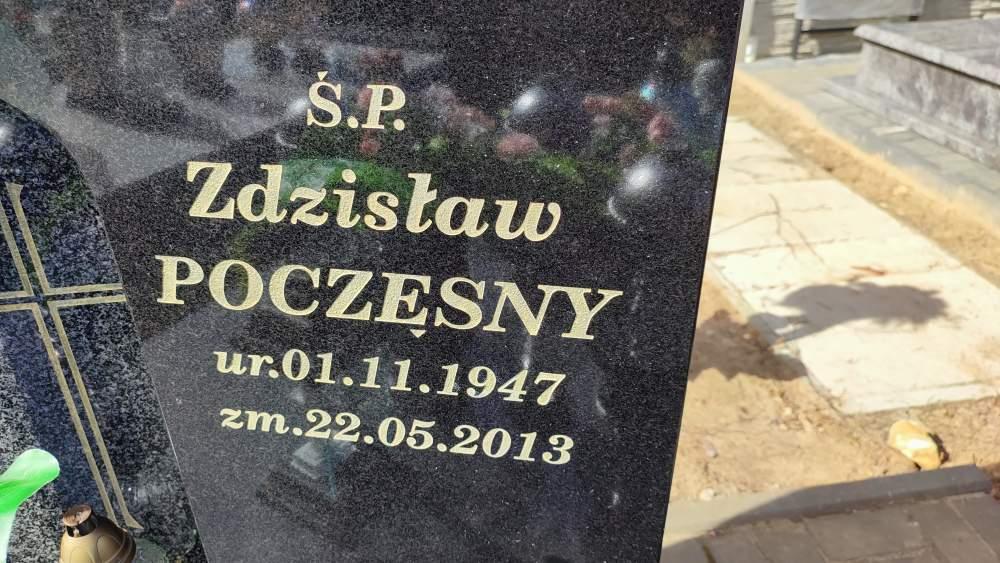 Ś.P.
Zdzisław
POCZĘSNY
ur.01.11.1947
zm.22.05.2013